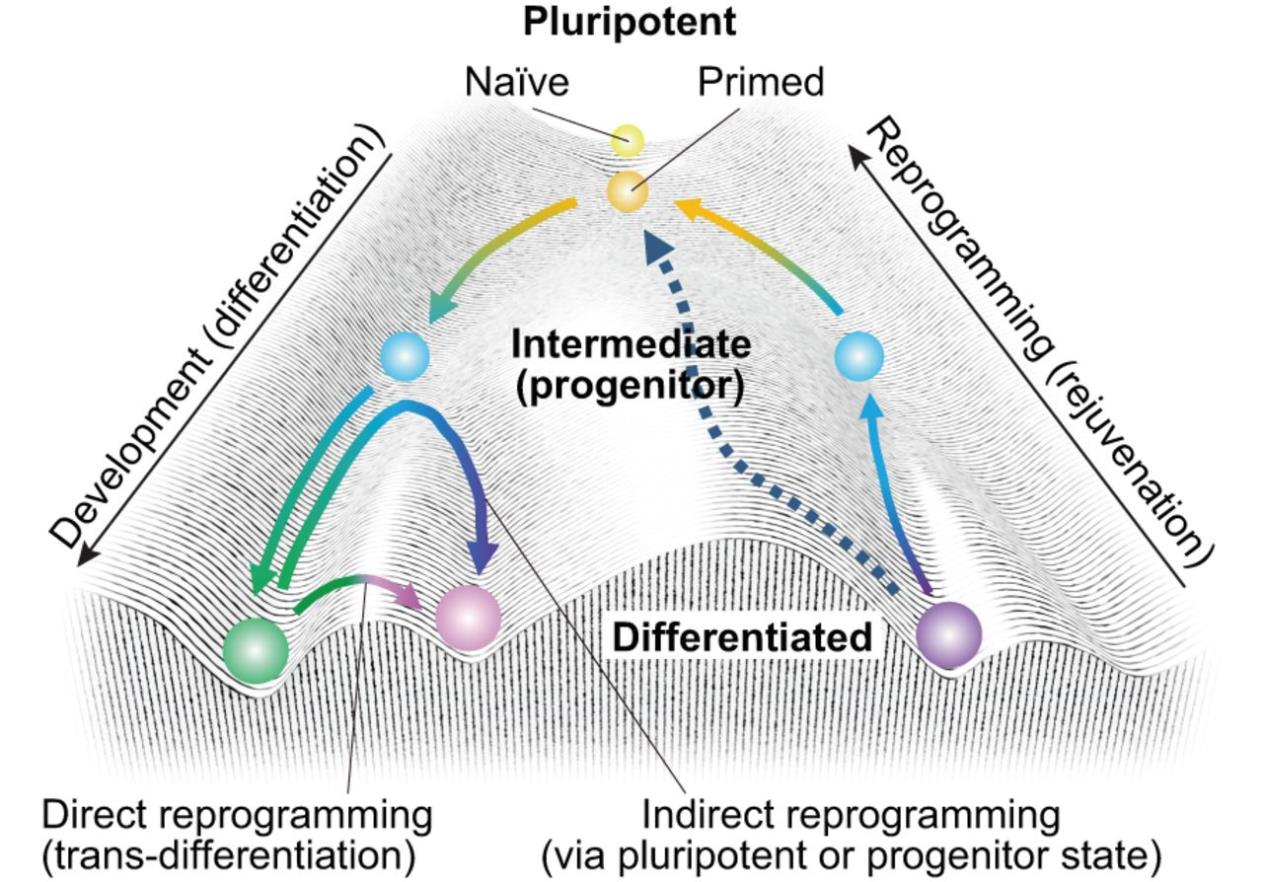 Pluripotent
Naïve
Primed
Development (differentiation)
Reprogramming (rejuvenation)
Intermediate
(progenitor)
Differentiated
Direct reprogramming
(trans-differentiation)
Indirect reprogramming
(via pluripotent or progenitor state)